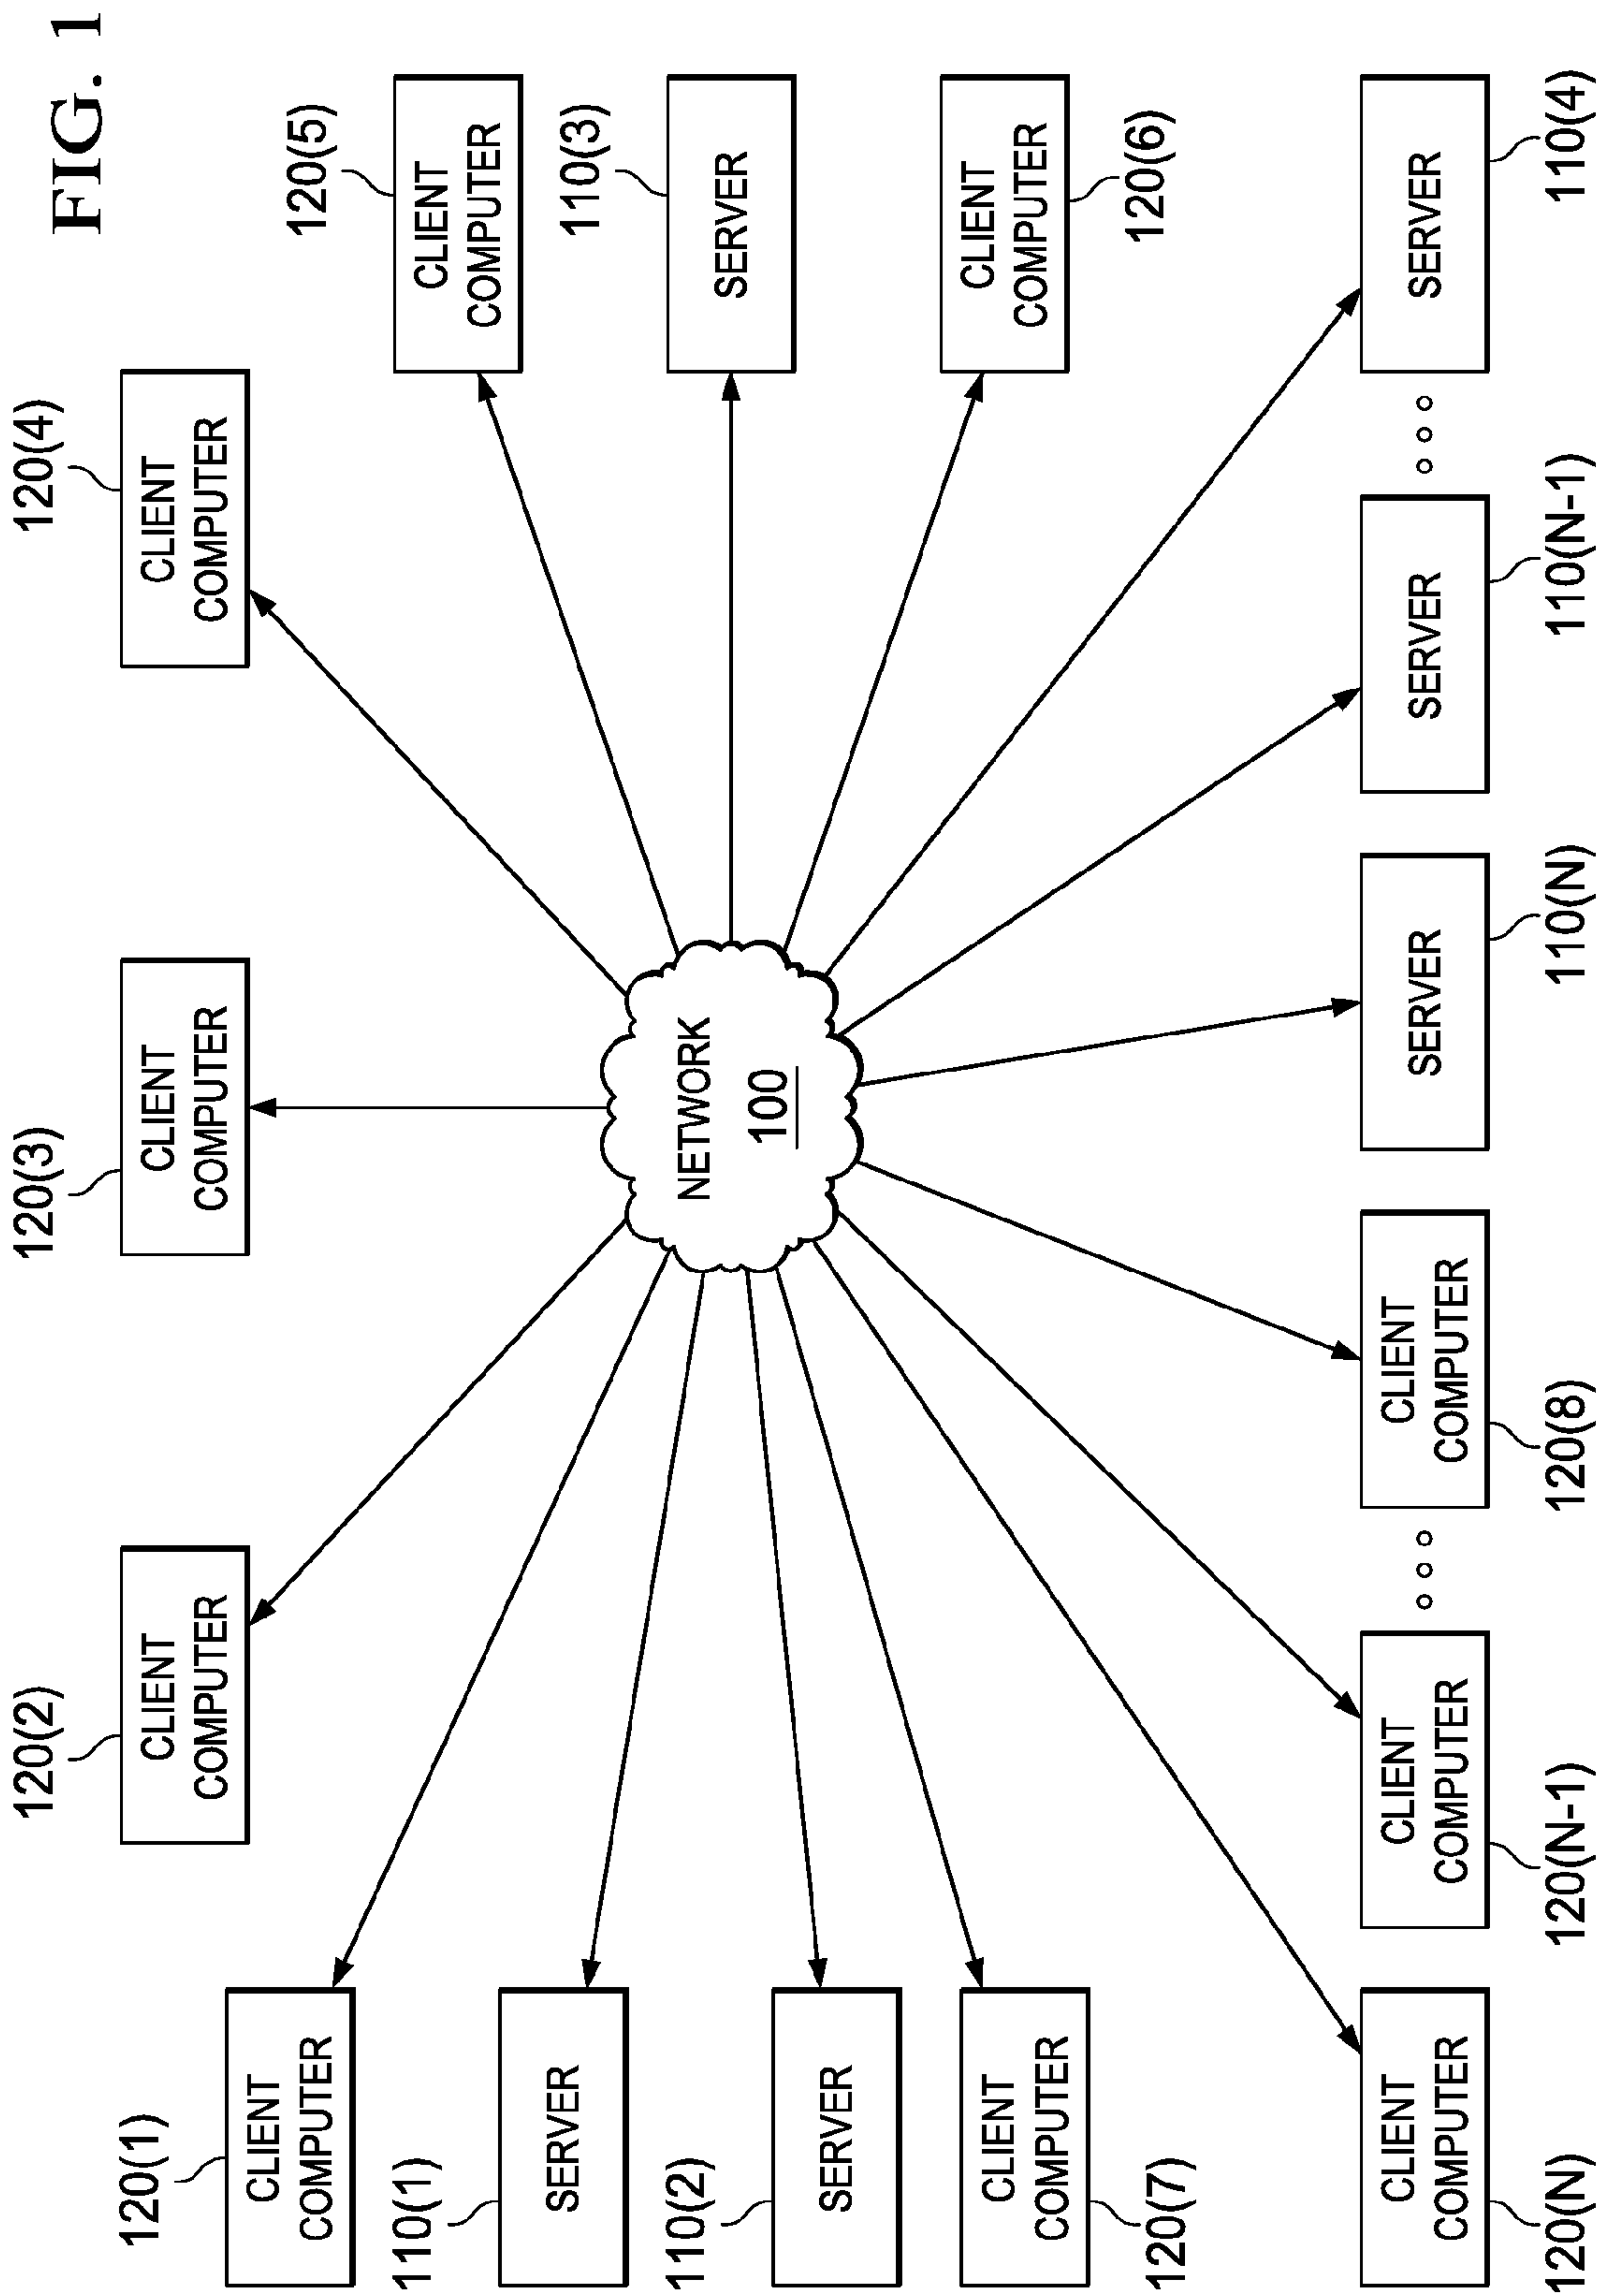 FIG. 1
120(2)
CLIENT
COMPUTER
120(3)
CLIENT
COMPUTER
120(4)
CLIENT
COMPUTER
120(1)
CLIENT
COMPUTER
120(5)
CLIENT
COMPUTER
110(1)
SERVER
110(3)
SERVER
NETWORK
100
110(2)
SERVER
120(6)
CLIENT
COMPUTER
120(7)
CLIENT
COMPUTER
CLIENT
COMPUTER
120(N)
CLIENT
COMPUTER
120(N-1)
CLIENT
COMPUTER
120(8)
SERVER
110(N)
SERVER
110(N-1)
SERVER
110(4)